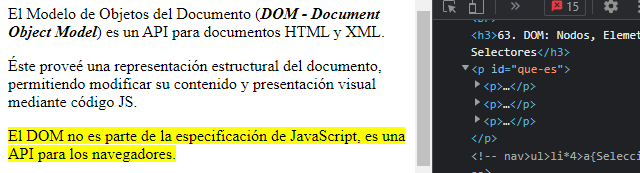 El Modelo de Objetos del Documento (DOM - Document
Object Model) es un API para documentos HTML y XML.
Éste proveé una representación estructural del documento,
permitiendo modificar su contenido y presentación visual
mediante código JS.
El DOM no es parte de la especificación de JavaScript, es una
API para los navegadores.
<h3>63. DOM: Nodos, Elemet
Selectores</h3>
<p id="que-es">
<p>…</p>
<p>…</p>
<p>…</p>
</p>
<!-- nav>ul>li*4>a{Selecci